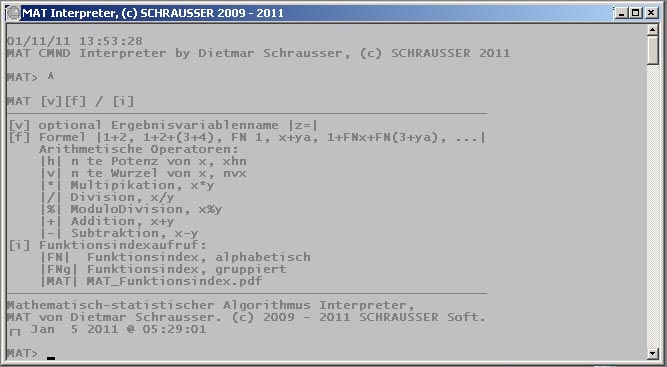 MAT Interpreter, (c) SCHRAUSSER 2009 - 2011
01/11/11 13:53:28
MAT CMND Interpreter by Dietmar Schrausser, (c) SCHRAUSSER 2011
MAT> ^
MAT [v][f] / [i]
[v] optional Ergebnisvariablenname |z=|
[f] Formel |1+2, 1+2+(3+4), FN 1, x+ya, 1+FNx+FN(3+ya), ...|
Arithmetische Operatoren:
|h| n te Potenz von x, xhn
|v| n te Wurzel von x, nvx
|*| Multipikation, x*y
|/| Division, x/y
|%| ModuloDivision, x%y
|+| Addition, x+y
|-| Subtraktion, x-y
[i] Funktionsindexaufruf:
|FN| Funktionsindex, alphabetisch
|FNg| Funktionsindex, gruppiert
|MAT| MAT_Funktionsindex.pdf
Mathematisch-statistischer Algorithmus Interpreter,
MAT von Dietmar Schrausser. (c) 2009 - 2011 SCHRAUSSER Soft.
Jan 5 2011 @ 05:29:01
MAT> _